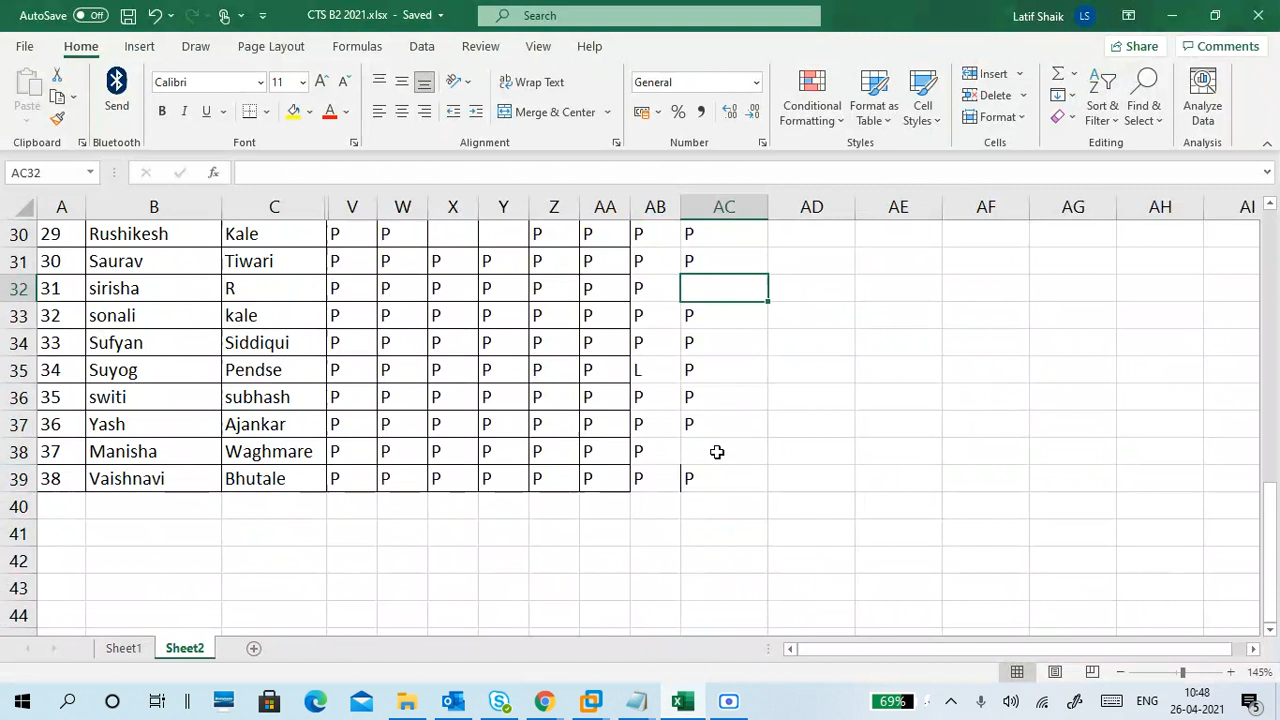 AutoSave Off CTS B2 2021.xlsx - Saved Search Latif Shaik LS
File Home Insert Draw Page Layout Formulas Data Review View Help Share Comments
Paste Send Calibri 11 A A Wrap Text General Conditional Formatting Format as Table Cell Styles Insert Delete Format Sort & Filter Find & Select Analyze Data
B I U A Merge & Center % ,
Clipboard Bluetooth Font Alignment Number Styles Cells Editing Analysis
AC32 fx
A B C V W X Y Z AA AB AC AD AE AF AG AH AI
30 29 Rushikesh Kale P P P P P P
31 30 Saurav Tiwari P P P P P P P P
32 31 sirisha R P P P P P P P
33 32 sonali kale P P P P P P P P
34 33 Sufyan Siddiqui P P P P P P P P
35 34 Suyog Pendse P P P P P P L P
36 35 switi subhash P P P P P P P P
37 36 Yash Ajankar P P P P P P P P
38 37 Manisha Waghmare P P P P P P P
39 38 Vaishnavi Bhutale P P P P P P P P
40
41
42
43
44
Sheet1 Sheet2
145%
69% ENG 10:48 26-04-2021 5